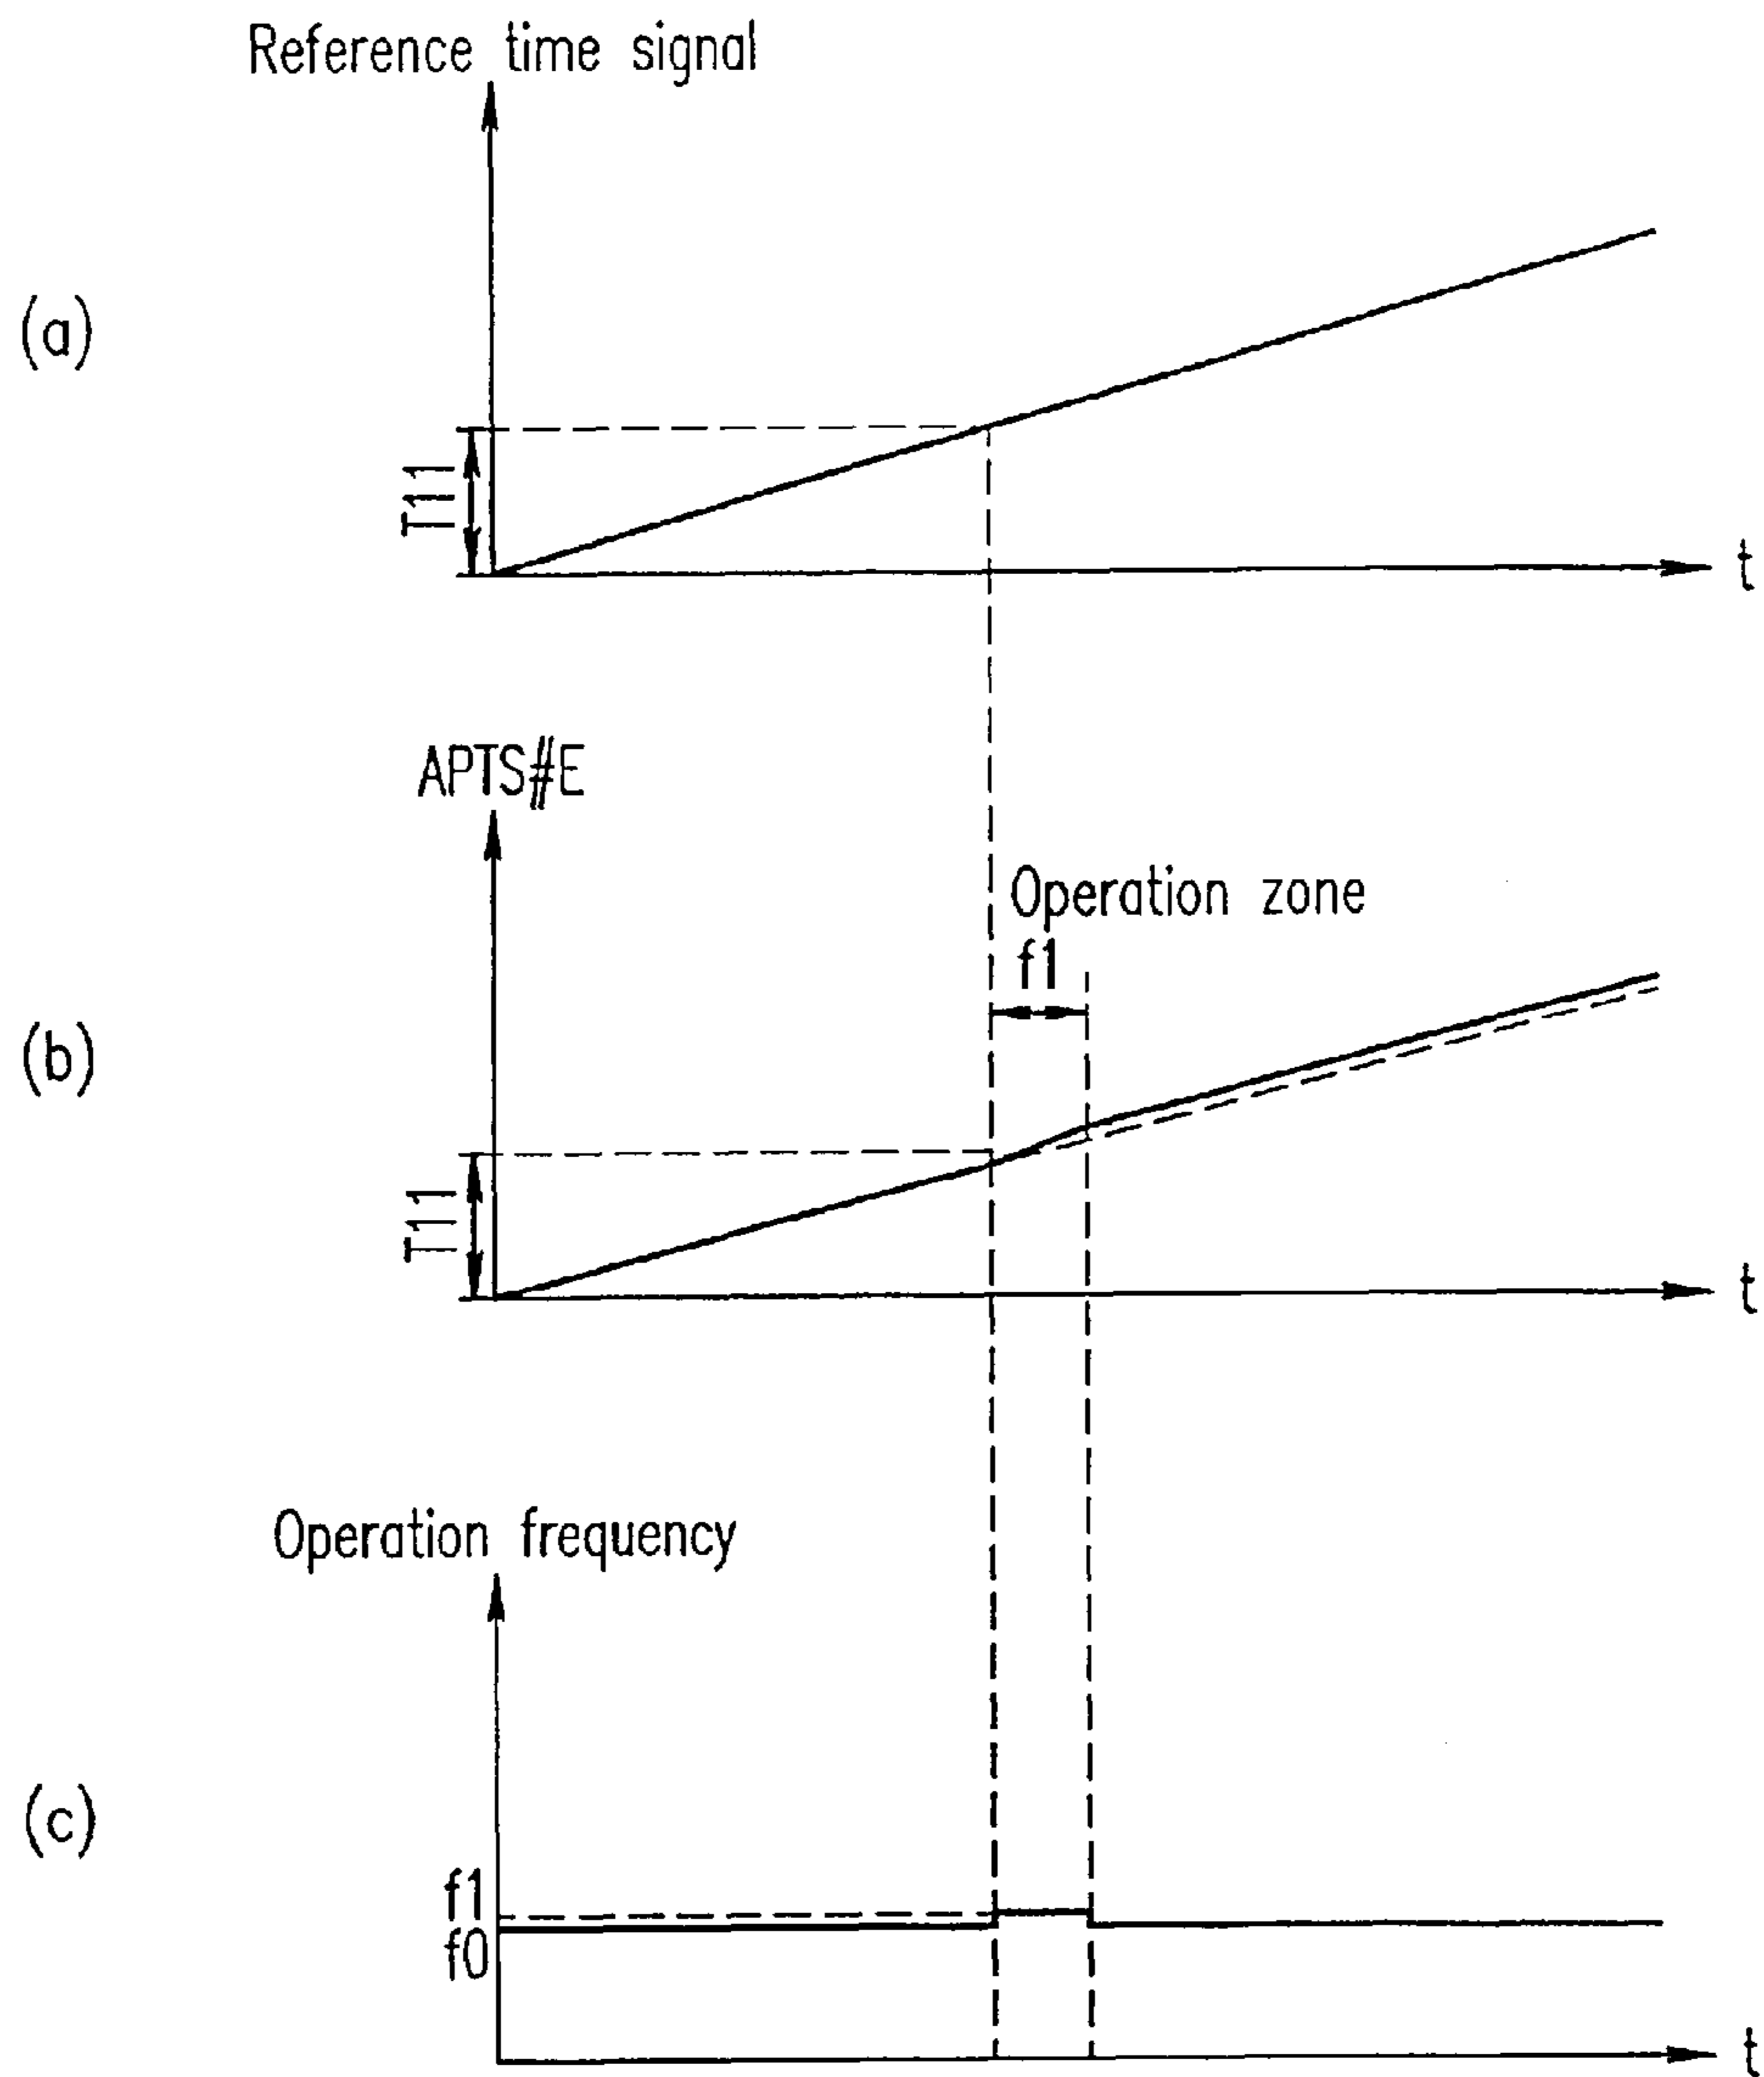 Reference time signal
(a)
T11
t
APTS#E
Operation zone
f1
(b)
T11
t
Operation frequency
(c)
f1
f0
t